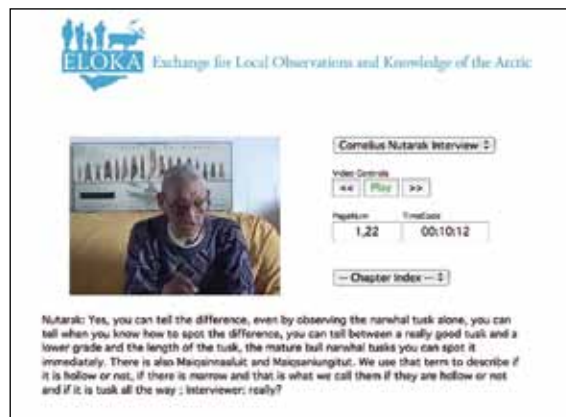 ELOKA Exchange for Local Observations and Knowledge of the Arctic
Cornelius Nutarak Interview
Video Controls
<< Play >>
PageNum TimeCode
1,22 00:10:12
-- Chapter Index --
Nutarak: Yes, you can tell the difference, even by observing the narwhal tusk alone, you can
tell when you know how to spot the difference, you can tell between a really good tusk and a
lower grade and the length of the tusk, the mature bull narwhal tusks you can spot it
immediately. There is also Maiqsinnaaluit and Maiqsaniungitut. We use that term to describe if
it is hollow or not, if there is marrow and that is what we call them if they are hollow or not
and if it is tusk all the way ; Interviewer: really?